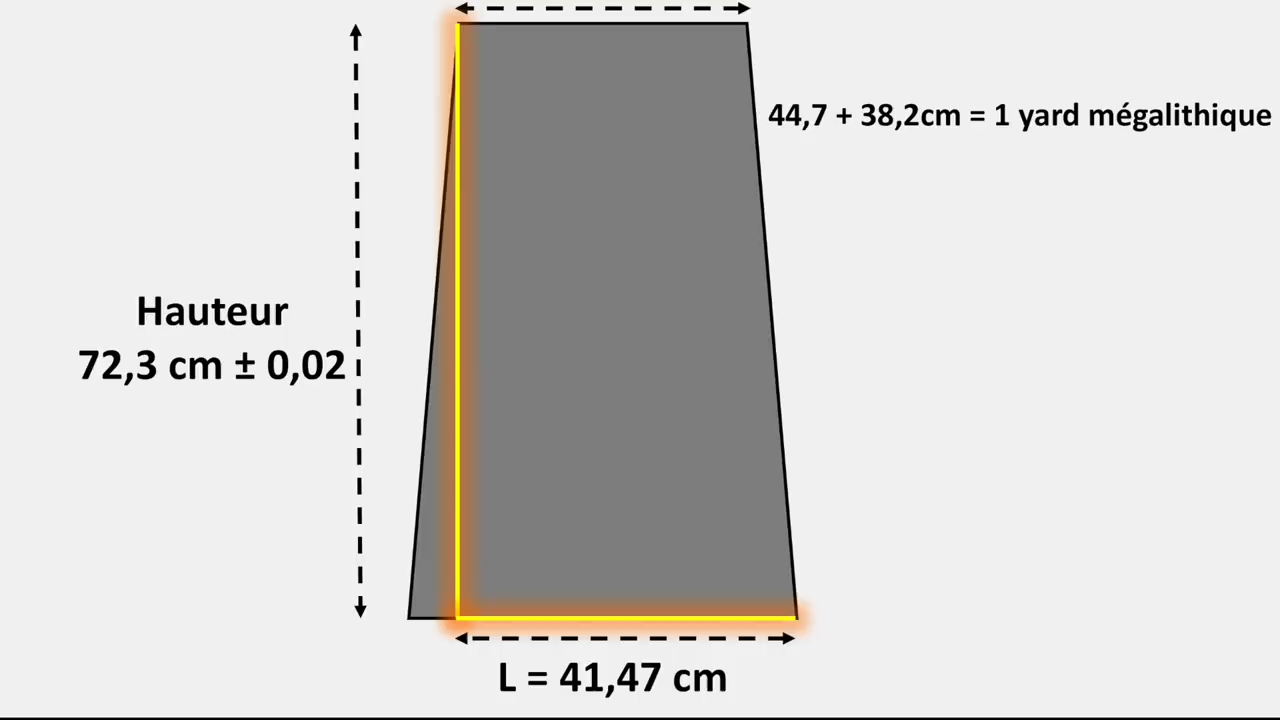 44,7 + 38,2cm = 1 yard mégalithique
Hauteur
72,3 cm ± 0,02
L = 41,47 cm